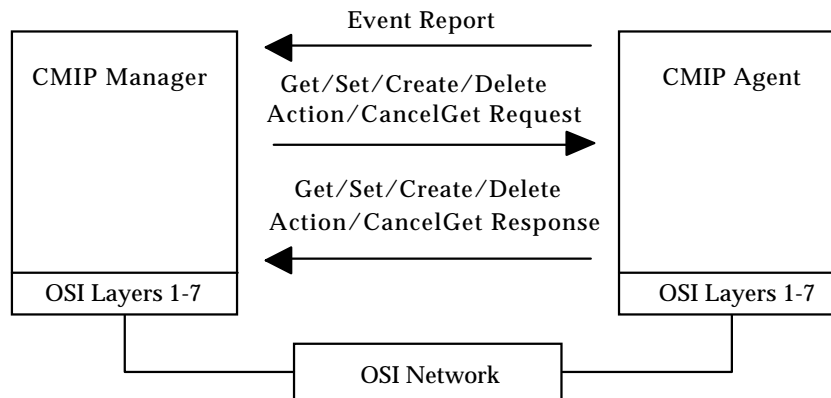 Event Report
CMIP Manager
CMIP Agent
Get/Set/Create/Delete
Action/CancelGet Request
Get/Set/Create/Delete
Action/CancelGet Response
OSI Layers 1-7
OSI Layers 1-7
OSI Network